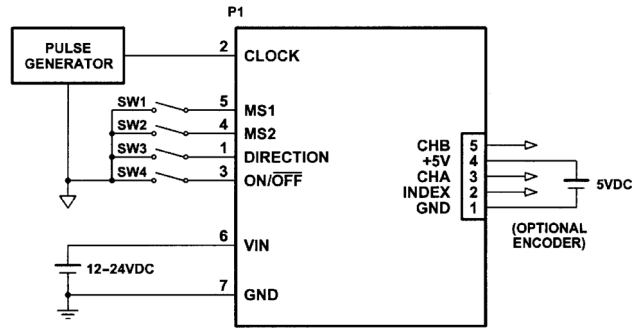 P1
PULSE
GENERATOR
2 CLOCK
SW1 5 MS1
SW2 4 MS2
SW3 1 DIRECTION
SW4 3 ON/OFF
CHB 5
+5V 4
CHA 3
INDEX 2
GND 1
5VDC
(OPTIONAL
ENCODER)
6 VIN
12–24VDC
7 GND